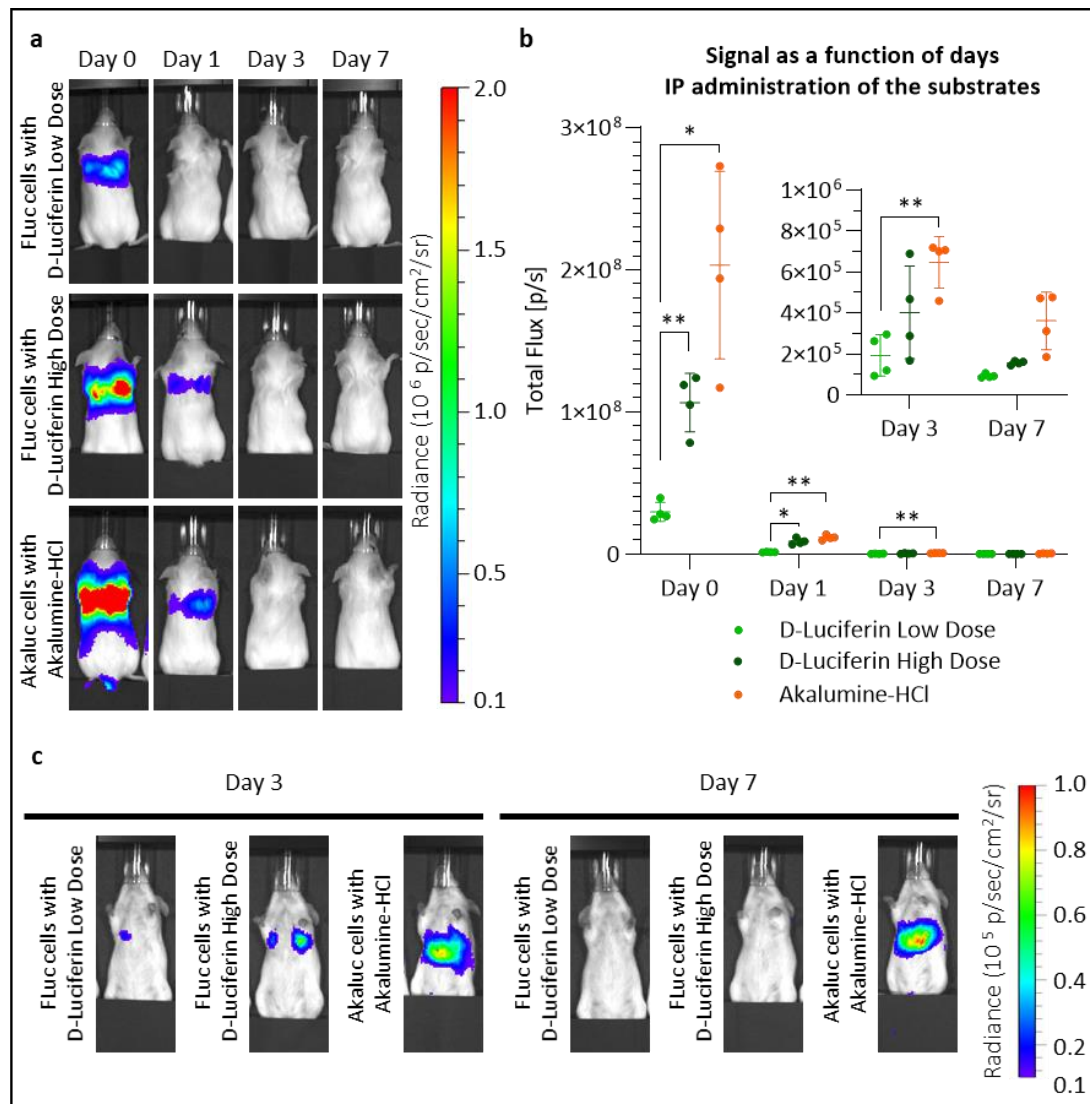 a
Day 0
Day 1
Day 3
Day 7
Fluc cells with
D-Luciferin Low Dose
Fluc cells with
D-Luciferin High Dose
Akaluc cells with
Akalumine-HCl
2.0
1.5
1.0
0.5
0.1
Radiance (10⁶ p/sec/cm²/sr)
b
Signal as a function of days
IP administration of the substrates
Total Flux [p/s]
3×10⁸
2×10⁸
1×10⁸
0
*
**
*
**
**
Day 0
Day 1
Day 3
Day 7
1×10⁶
8×10⁵
6×10⁵
4×10⁵
2×10⁵
0
**
Day 3
Day 7
D-Luciferin Low Dose
D-Luciferin High Dose
Akalumine-HCl
c
Day 3
Day 7
Fluc cells with
D-Luciferin Low Dose
Fluc cells with
D-Luciferin High Dose
Akaluc cells with
Akalumine-HCl
Fluc cells with
D-Luciferin Low Dose
Fluc cells with
D-Luciferin High Dose
Akaluc cells with
Akalumine-HCl
Radiance (10⁵ p/sec/cm²/sr)
1.0
0.8
0.6
0.4
0.2
0.1